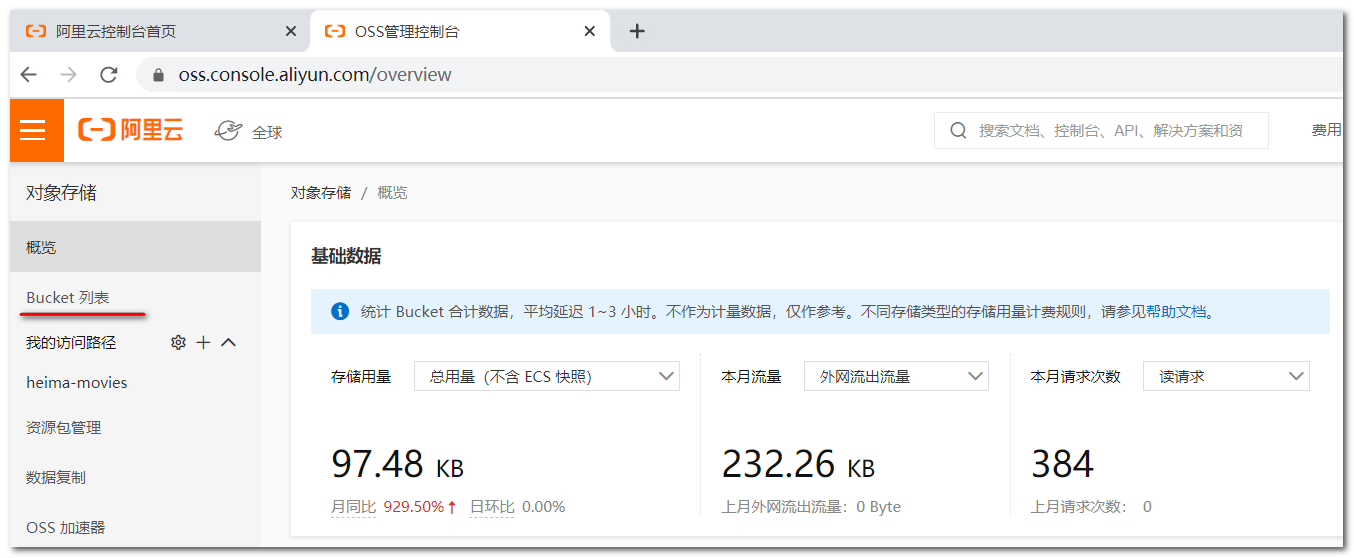 阿里云控制台首页
OSS管理控制台
oss.console.aliyun.com/overview
阿里云 全球 搜索文档、控制台、API、解决方案和资 费用
对象存储
概览
Bucket 列表
我的访问路径
heima-movies
资源包管理
数据复制
OSS 加速器
对象存储 / 概览
基础数据
统计 Bucket 合计数据，平均延迟 1~3 小时。不作为计量数据，仅作参考。不同存储类型的存储用量计费规则，请参见帮助文档。
存储用量 总用量（不含 ECS 快照）
97.48 KB
月同比 929.50% 日环比 0.00%
本月流量 外网流出流量
232.26 KB
上月外网流出流量：0 Byte
本月请求次数 读请求
384
上月请求次数： 0